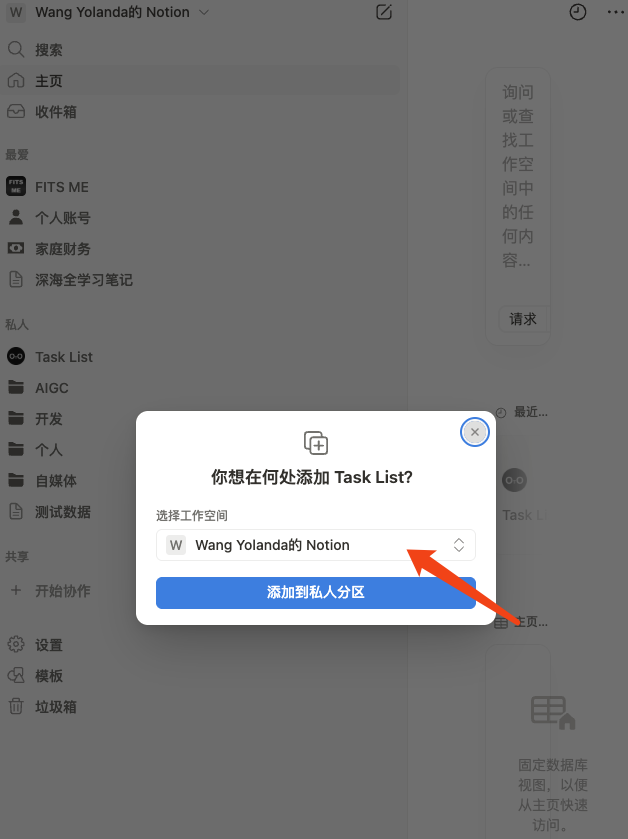 W Wang Yolanda的 Notion
搜索
主页
收件箱
最爱
FITS ME FITS ME
个人账号
家庭财务
深海全学习笔记
私人
Task List
AIGC
开发
个人
自媒体
测试数据
共享
开始协作
设置
模板
垃圾箱
你想在何处添加 Task List?
选择工作空间
W Wang Yolanda的 Notion
添加到私人分区
询问
或查
找工
作空
间中
的任
何内
容...
请求
最近...
Task L
主页...
固定数据库
视图，以便
从主页快速
访问。